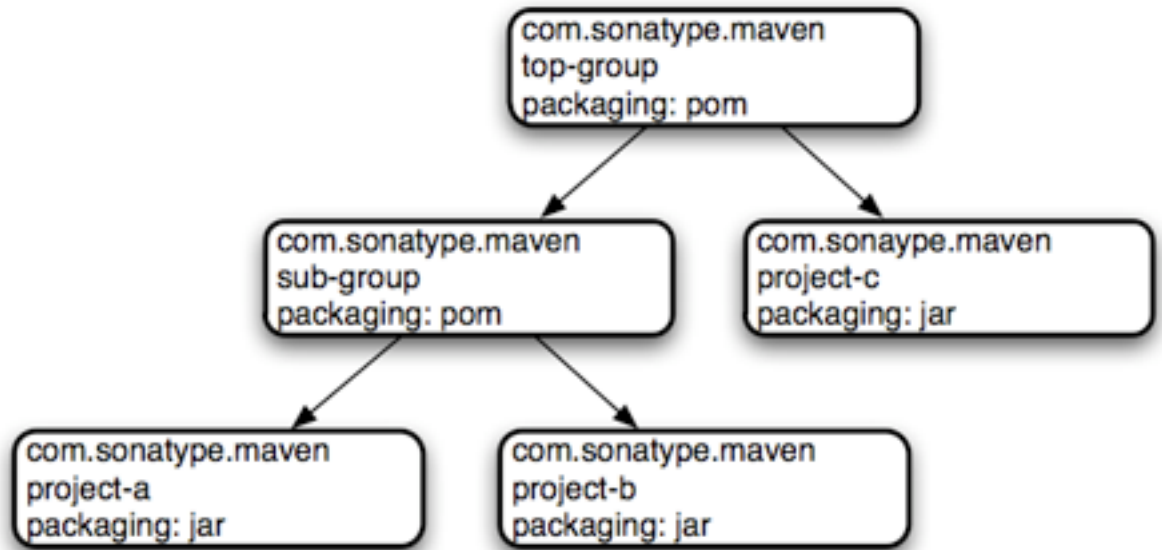 com.sonatype.maven
top-group
packaging: pom
com.sonatype.maven
sub-group
packaging: pom
com.sonaype.maven
project-c
packaging: jar
com.sonatype.maven
project-a
packaging: jar
com.sonatype.maven
project-b
packaging: jar